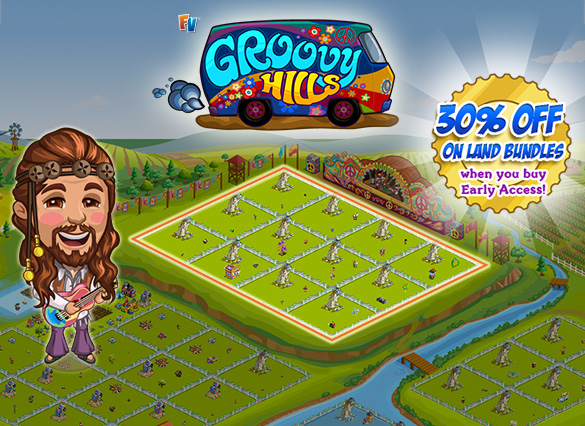 FV
GROOVY
HILLS
30% OFF
ON LAND BUNDLES
when you buy
Early Access!